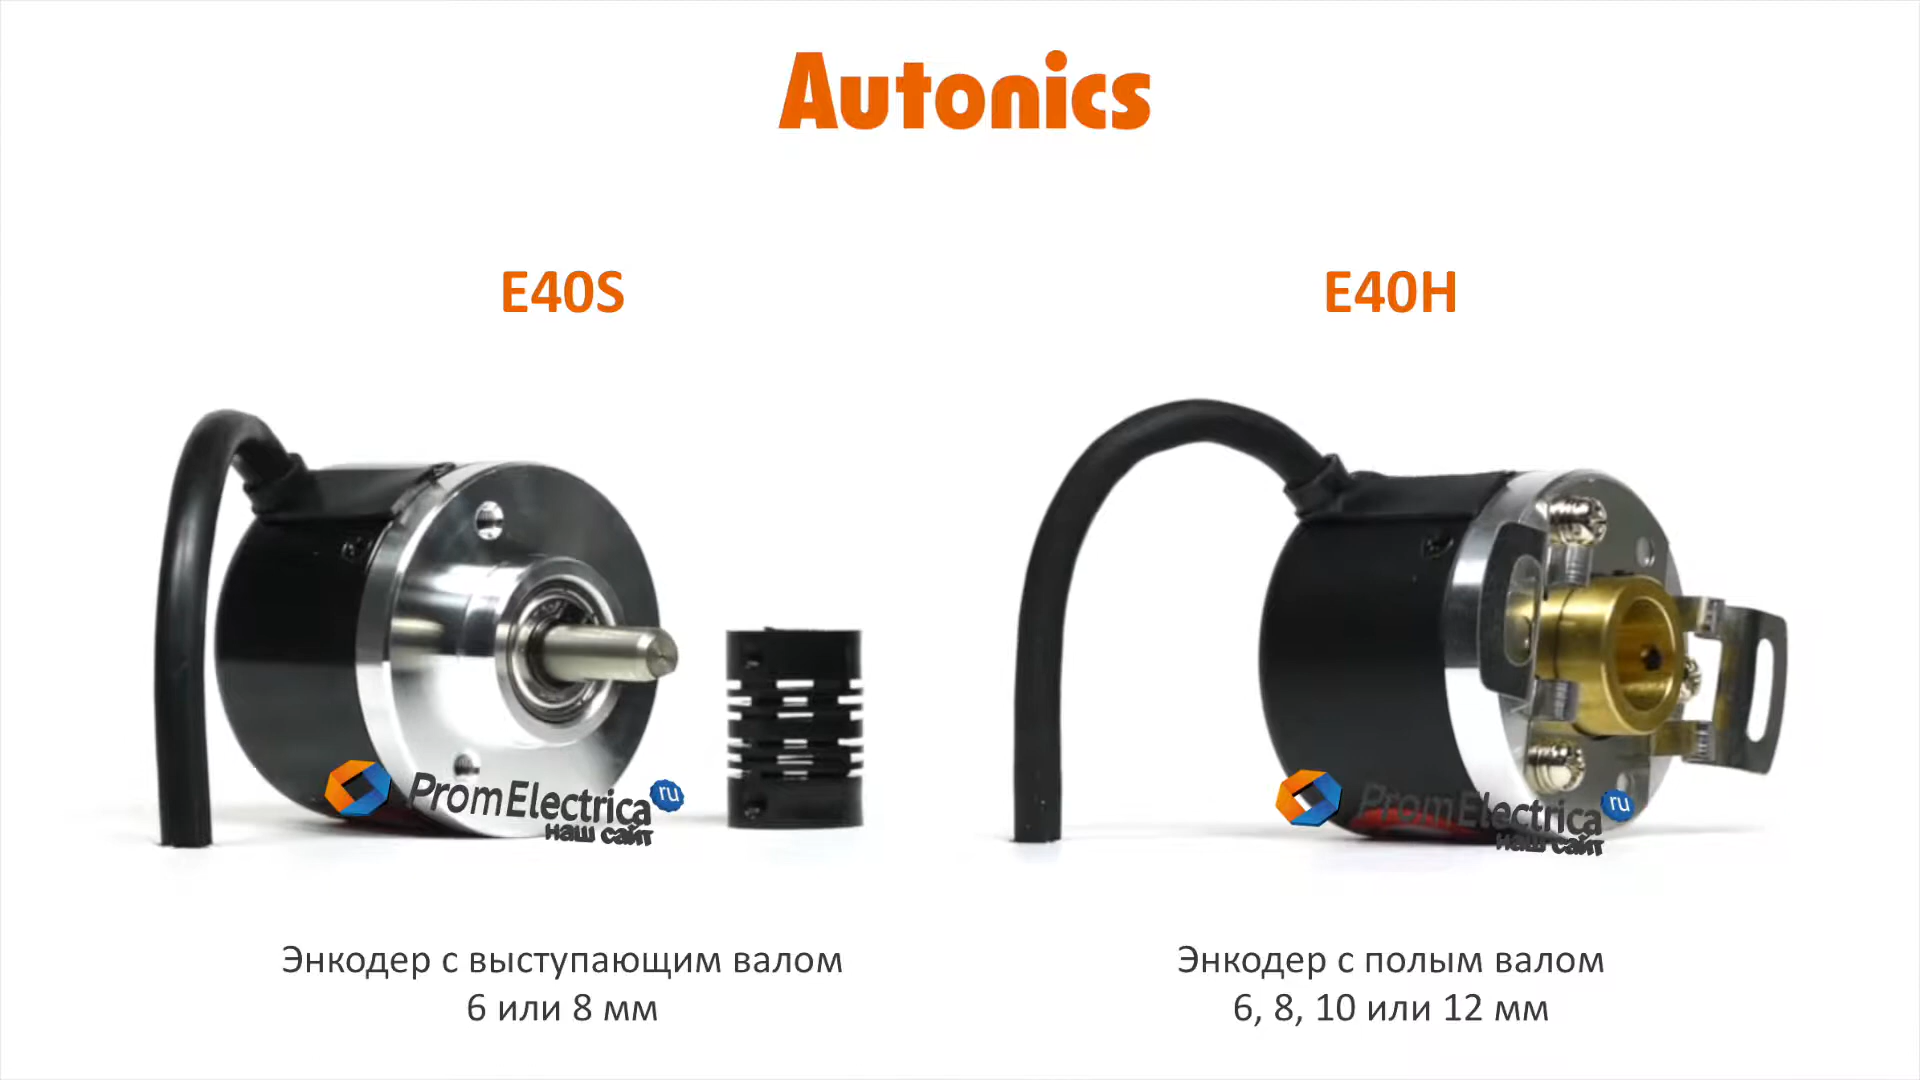 Autonics
E40S
E40H
PromElectrica ru
наш сайт
PromElectrica ru
наш сайт
Энкодер с выступающим валом
6 или 8 мм
Энкодер с полым валом
6, 8, 10 или 12 мм